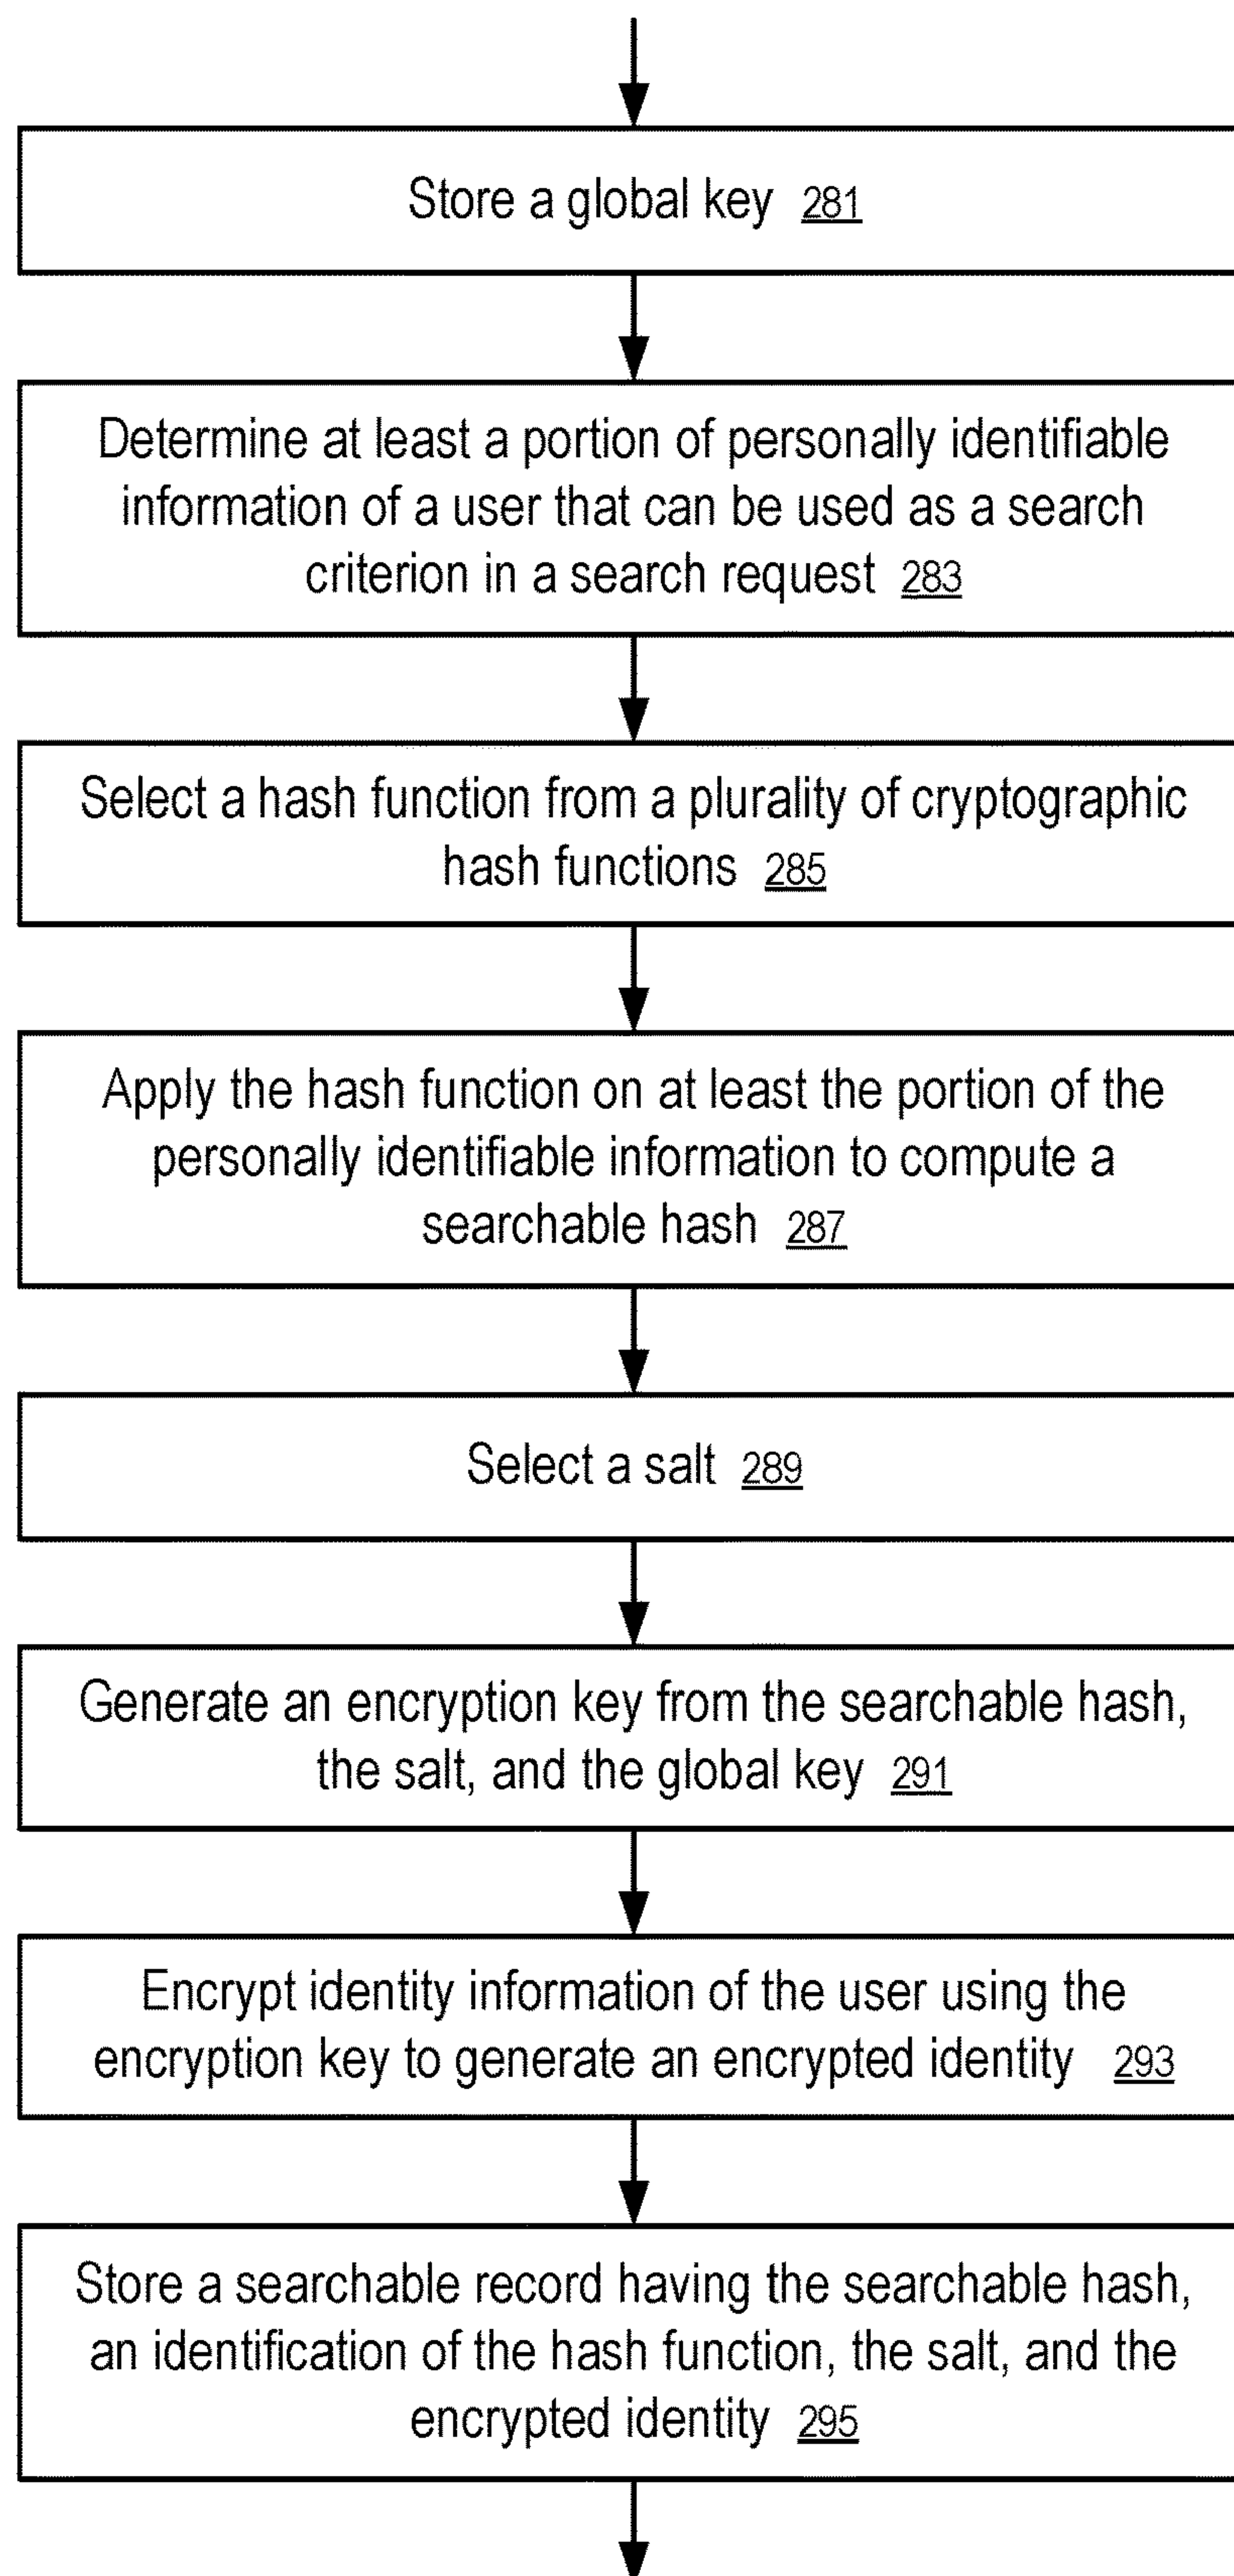 Store a global key 281
Determine at least a portion of personally identifiable
information of a user that can be used as a search
criterion in a search request 283
Select a hash function from a plurality of cryptographic
hash functions 285
Apply the hash function on at least the portion of the
personally identifiable information to compute a
searchable hash 287
Select a salt 289
Generate an encryption key from the searchable hash,
the salt, and the global key 291
Encrypt identity information of the user using the
encryption key to generate an encrypted identity 293
Store a searchable record having the searchable hash,
an identification of the hash function, the salt, and the
encrypted identity 295